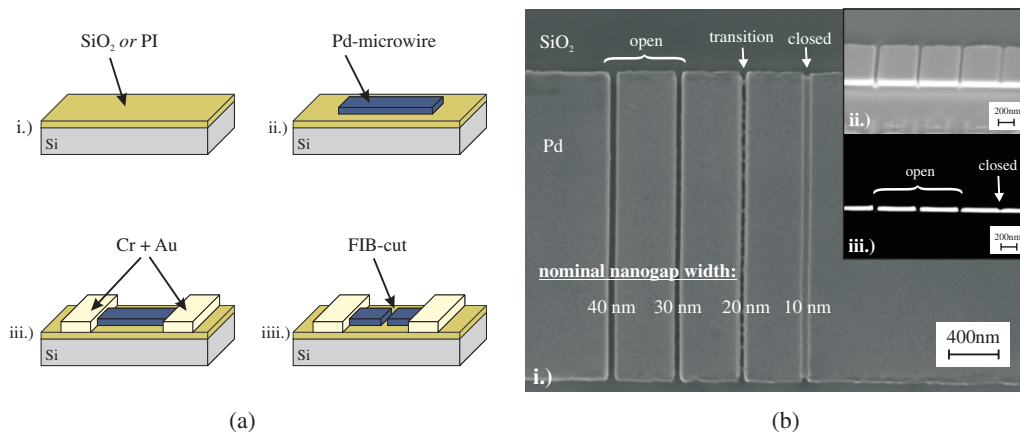 SiO2 or PI
i.)
Si
Pd-microwire
ii.)
Si
Cr + Au
iii.)
Si
FIB-cut
iiii.)
Si
(a)
SiO2
open
transition
closed
Pd
nominal nanogap width:
40 nm
30 nm
20 nm
10 nm
400nm
i.)
ii.)
200nm
open
closed
iii.)
200nm
(b)